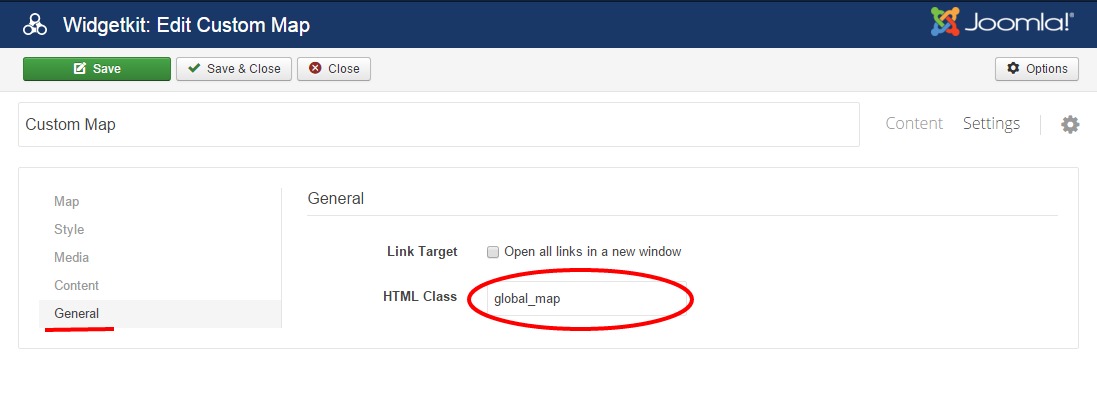 Widgetkit: Edit Custom Map
Joomla!®
Save
Save & Close
Close
Options
Custom Map
Content
Settings
Map
Style
Media
Content
General
General
Link Target
Open all links in a new window
HTML Class
global_map